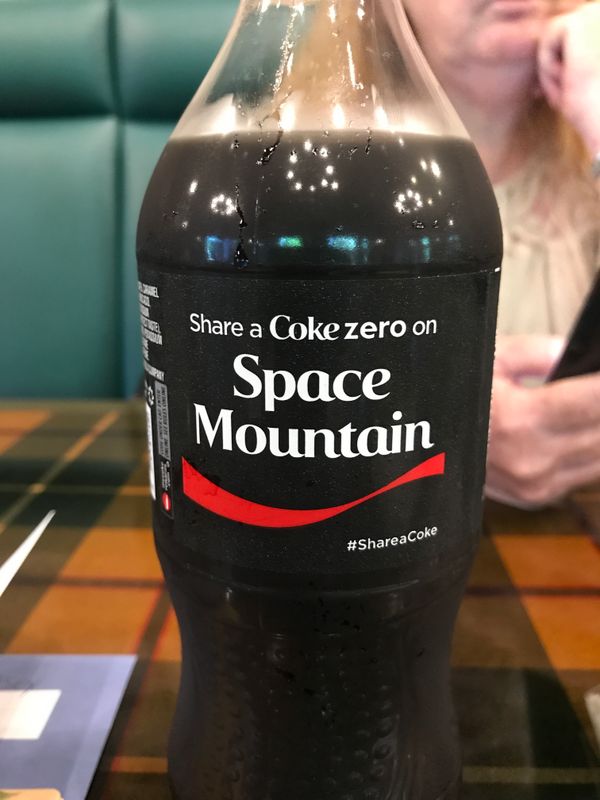 Share a Coke zero on
Space
Mountain
#ShareaCoke